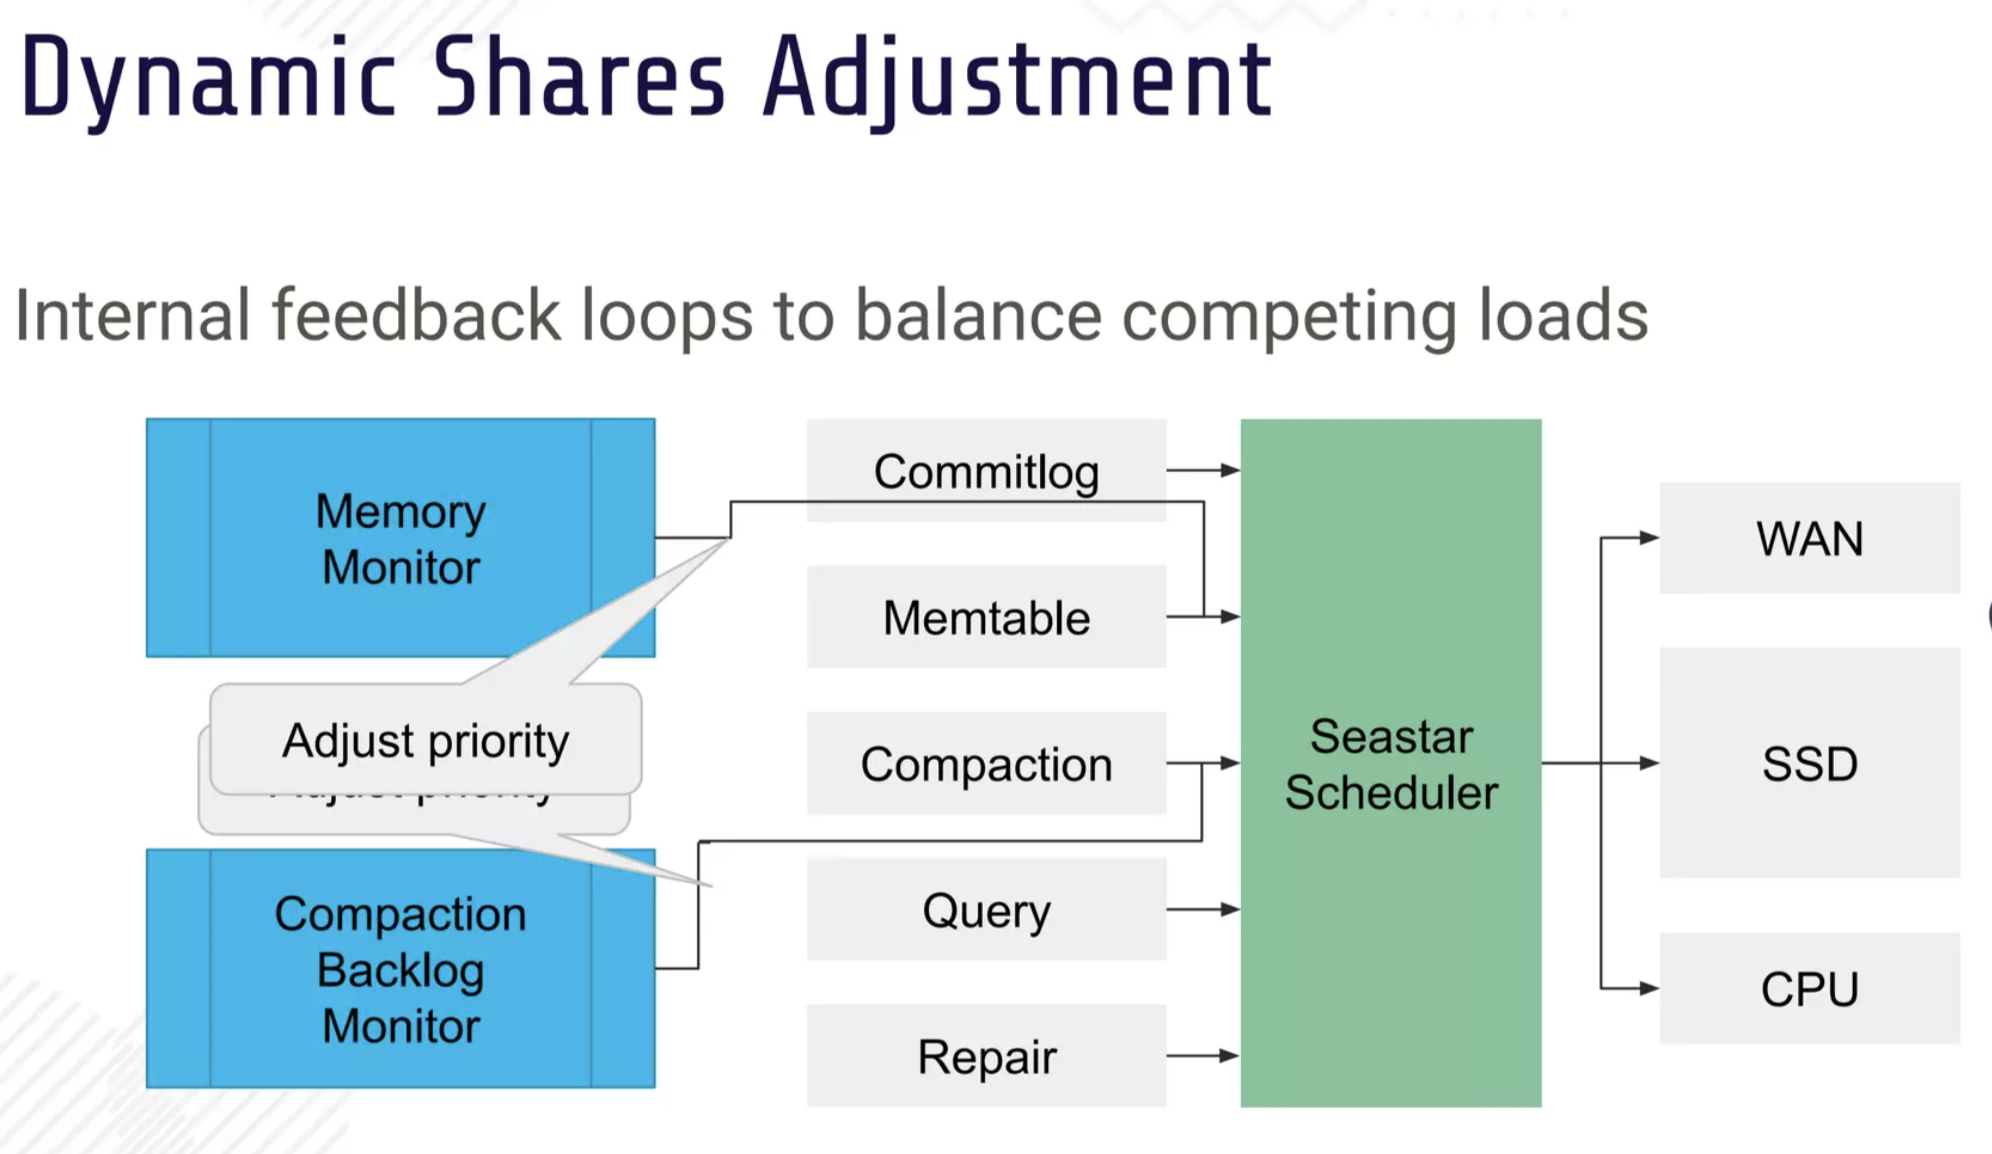 Dynamic Shares Adjustment
Internal feedback loops to balance competing loads
Memory
Monitor
Adjust priority
Compaction
Backlog
Monitor
Commitlog
Memtable
Compaction
Query
Repair
Seastar
Scheduler
WAN
SSD
CPU